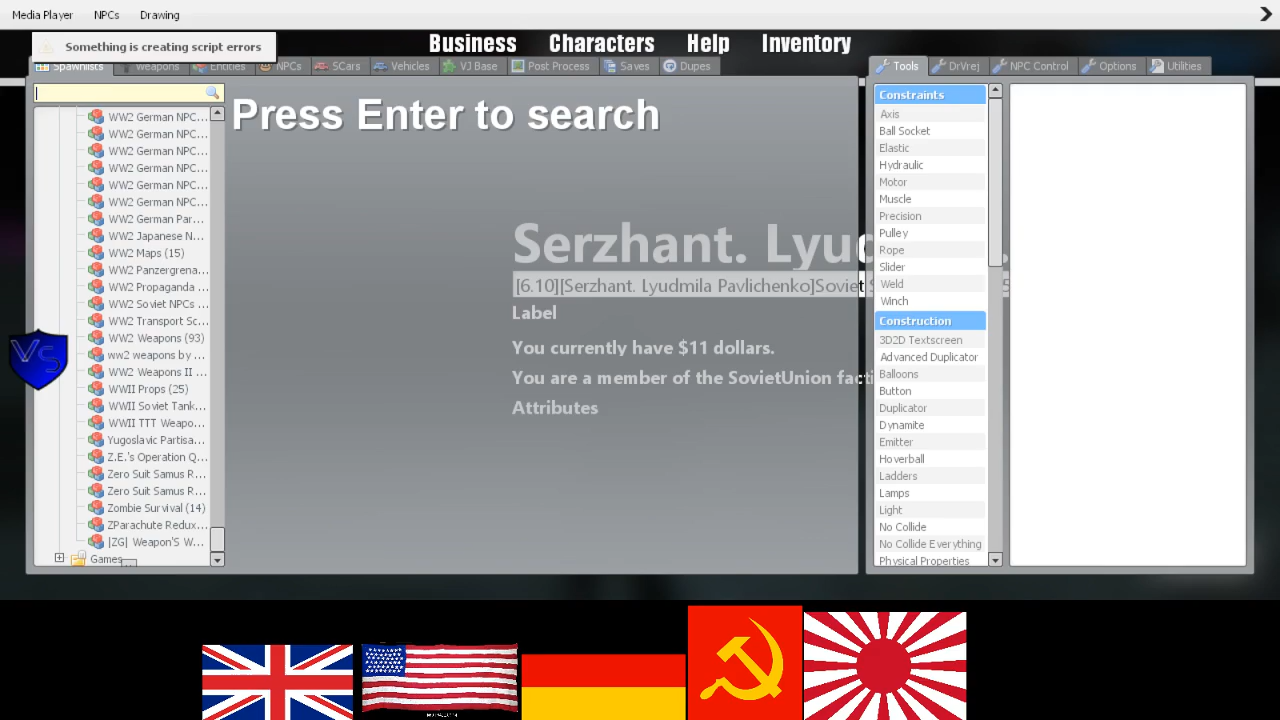 Media Player NPCs Drawing
Something is creating script errors
Business Characters Help Inventory
Spawnlists Weapons Entities NPCs SCars Vehicles VJ Base Post Process Saves Dupes
Tools DrVrej NPC Control Options Utilities
Press Enter to search
WW2 German NPC...
WW2 German NPC...
WW2 German NPC...
WW2 German NPC...
WW2 German NPC...
WW2 German NPC...
WW2 German Par...
WW2 Japanese N...
WW2 Maps (15)
WW2 Panzergrena...
WW2 Propaganda ...
WW2 Soviet NPCs ...
WW2 Transport Sc...
WW2 Weapons (93)
ww2 weapons by ...
WW2 Weapons II ...
WWII Props (25)
WWII Soviet Tank...
WWII TTT Weapo...
Yugoslavic Partisa...
Z.E.'s Operation Q...
Zero Suit Samus R...
Zero Suit Samus R...
Zombie Survival (14)
ZParachute Redux...
|ZG| Weapon'S W...
Games
VS
Serzhant. Lyud
[6.10][Serzhant. Lyudmila Pavlichenko]Soviet
Label
You currently have $11 dollars.
You are a member of the SovietUnion facti
Attributes
Constraints
Axis
Ball Socket
Elastic
Hydraulic
Motor
Muscle
Precision
Pulley
Rope
Slider
Weld
Winch
Construction
3D2D Textscreen
Advanced Duplicator
Balloons
Button
Duplicator
Dynamite
Emitter
Hoverball
Ladders
Lamps
Light
No Collide
No Collide Everything
Physical Properties